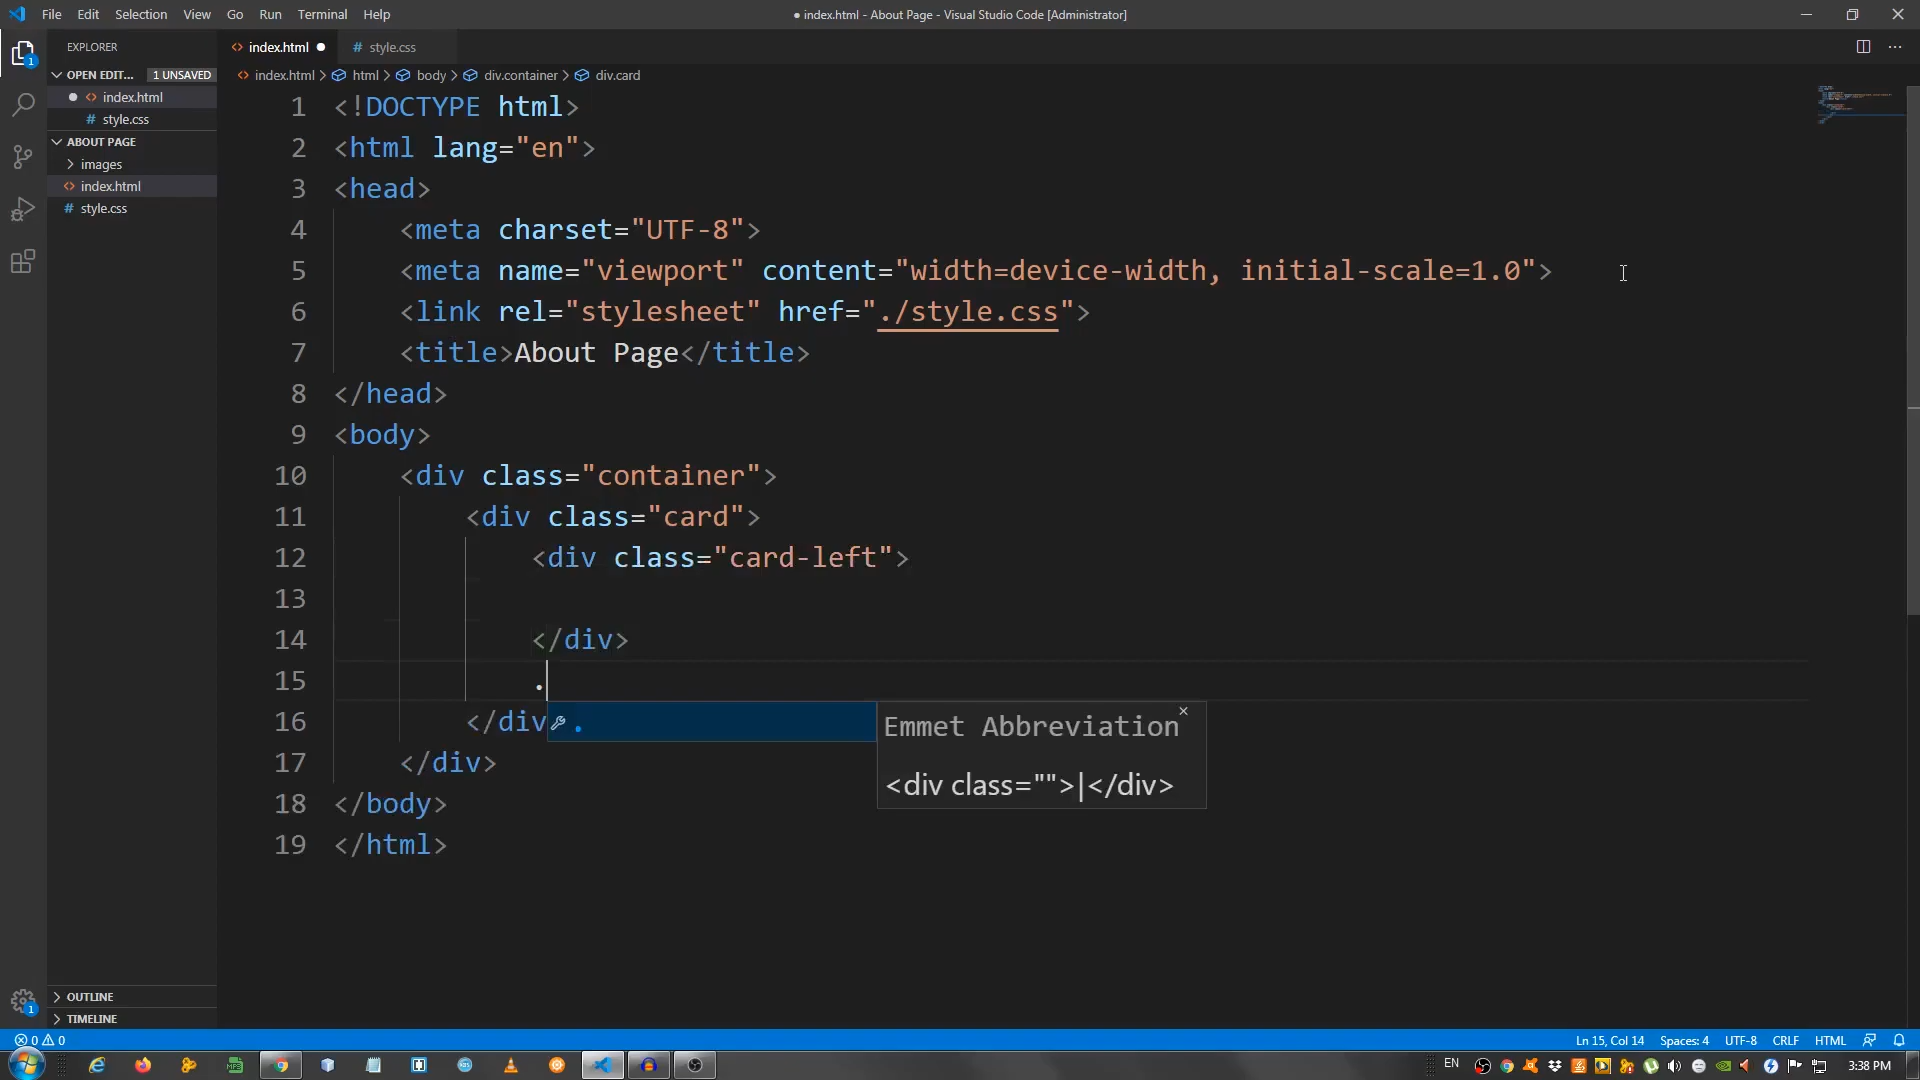 File Edit Selection View Go Run Terminal Help
● index.html - About Page - Visual Studio Code [Administrator]
EXPLORER
OPEN EDIT... 1 UNSAVED
index.html
style.css
ABOUT PAGE
images
index.html
style.css
OUTLINE
TIMELINE
index.html ●
# style.css
index.html > html > body > div.container > div.card
1 <!DOCTYPE html>
2 <html lang="en">
3 <head>
4 <meta charset="UTF-8">
5 <meta name="viewport" content="width=device-width, initial-scale=1.0">
6 <link rel="stylesheet" href="./style.css">
7 <title>About Page</title>
8 </head>
9 <body>
10 <div class="container">
11 <div class="card">
12 <div class="card-left">
13
14 </div>
15 .
16 </div
.
Emmet Abbreviation
<div class="">|</div>
17 </div>
18 </body>
19 </html>
0 0
Ln 15, Col 14 Spaces: 4 UTF-8 CRLF HTML
EN 3:38 PM